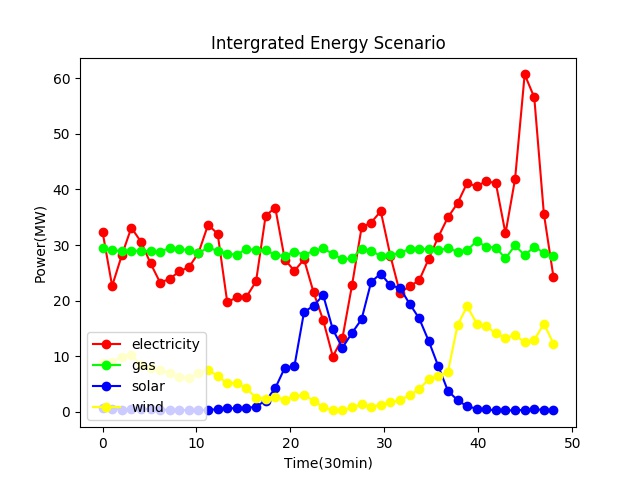 Intergrated Energy Scenario
Power(MW)
60
50
40
30
20
10
0
electricity
gas
solar
wind
0 10 20 30 40 50
Time(30min)